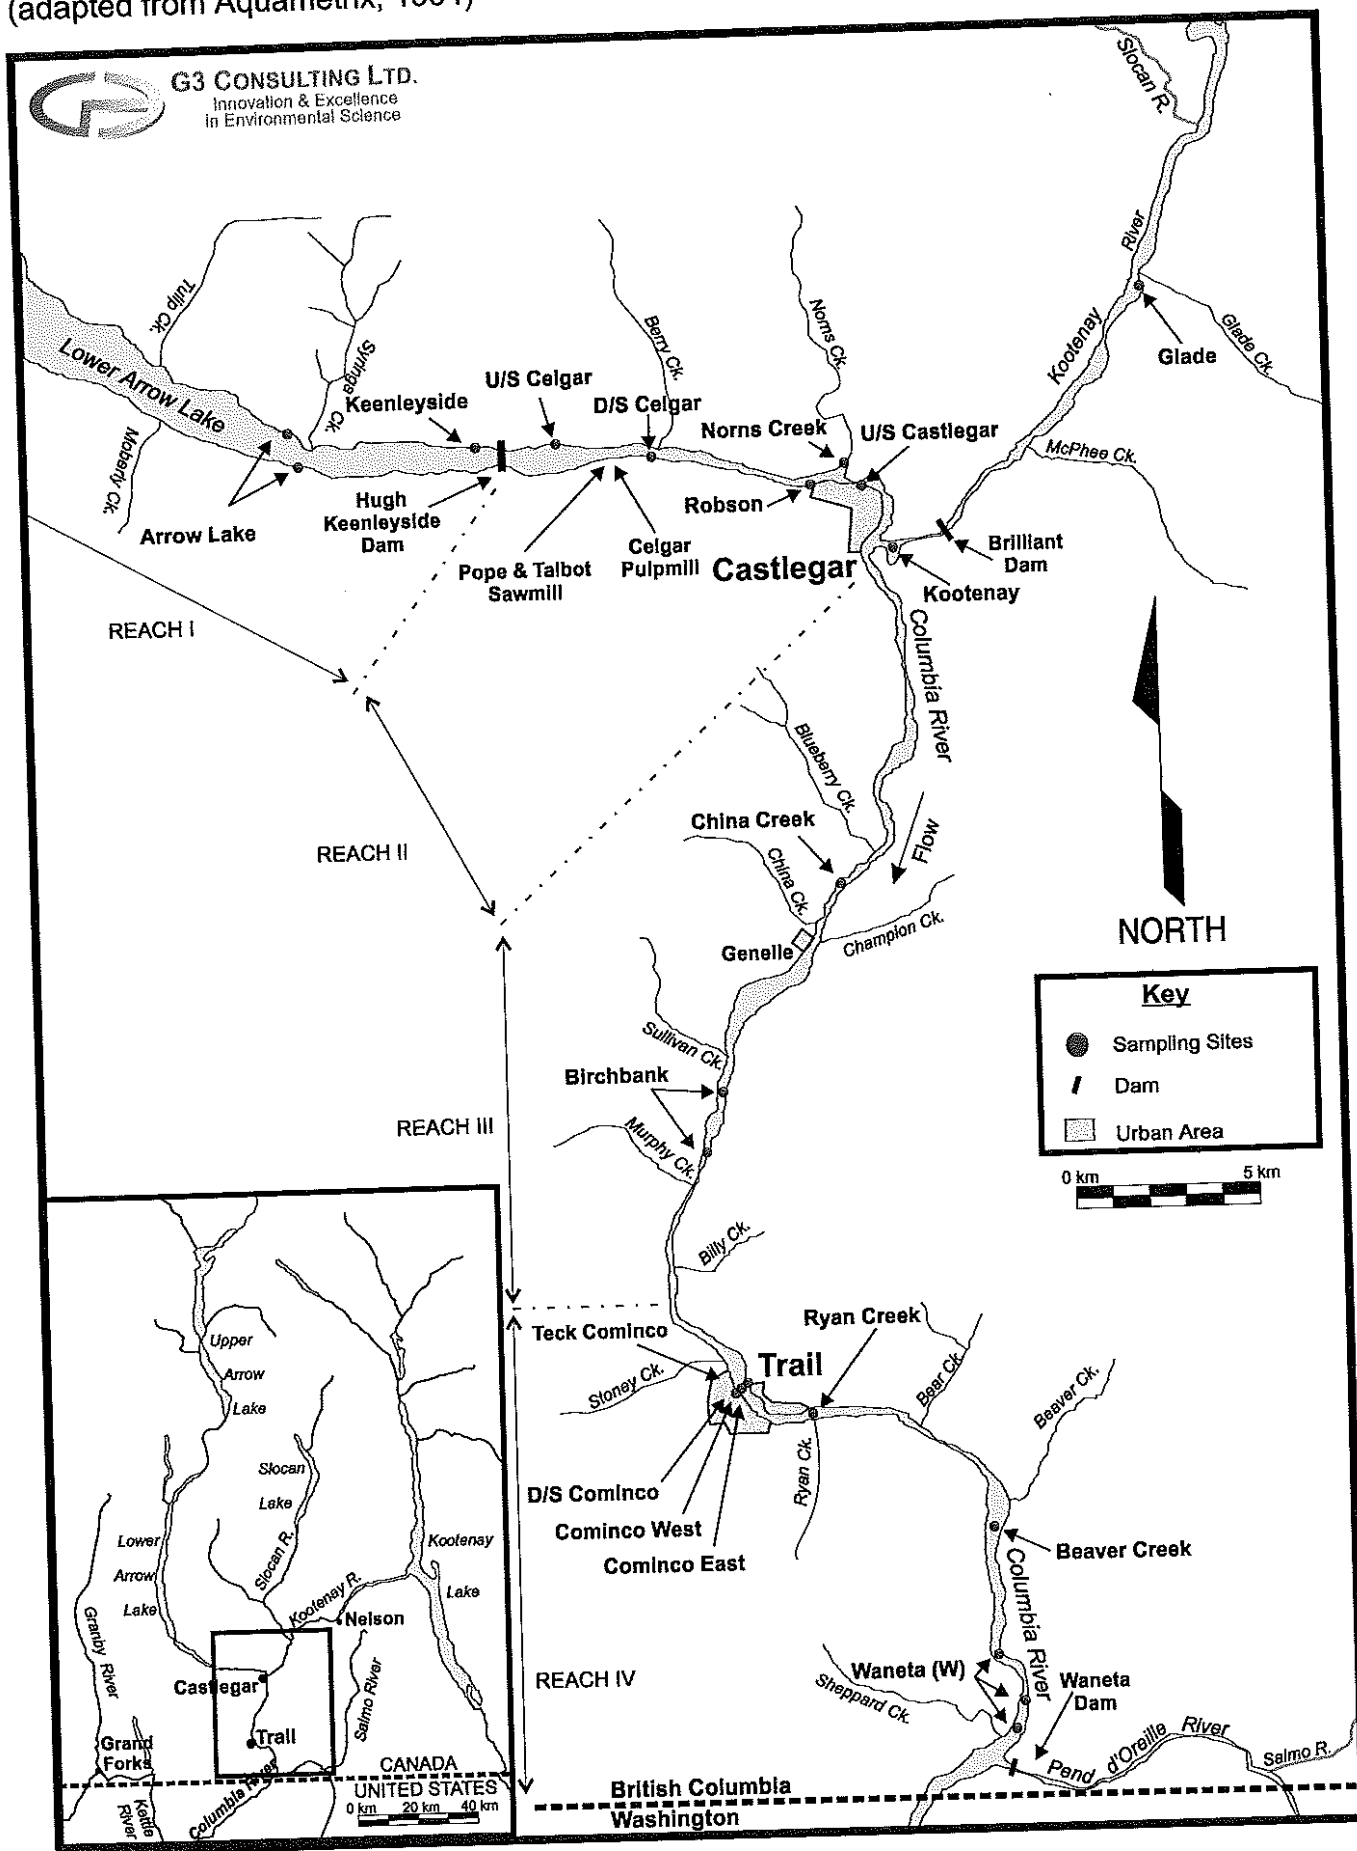 (adapted from Aquametrix, 1994)
G3 CONSULTING LTD.
Innovation & Excellence
in Environmental Science
Slocan R.
Kootenay River
Glade
Glade Ck.
McPhee Ck.
Tulip Ck.
Syringa Ck.
Berry Ck.
Norns Ck.
Lower Arrow Lake
Moberly Ck.
Keenleyside
U/S Celgar
D/S Celgar
Norns Creek
U/S Castlegar
Arrow Lake
Hugh
Keenleyside
Dam
Pope & Talbot
Sawmill
Celgar
Pulpmill
Robson
Castlegar
Kootenay
Brilliant
Dam
Columbia River
REACH I
REACH II
Blueberry Ck.
China Creek
China Ck.
Flow
Champion Ck.
Genelle
NORTH
Key
Sampling Sites
Dam
Urban Area
0 km
5 km
Sullivan Ck.
Birchbank
REACH III
Murphy Ck.
Billy Ck.
Teck Cominco
Trail
Ryan Creek
Stoney Ck.
Bear Ck.
Beaver Ck.
Ryan Ck.
D/S Cominco
Cominco West
Cominco East
Beaver Creek
Columbia River
REACH IV
Waneta (W)
Sheppard Ck.
Waneta
Dam
Pend d'Oreille River
Salmo R.
British Columbia
Washington
Upper
Arrow
Lake
Slocan
Lake
Slocan R.
Lower
Arrow
Lake
Kootenay
Lake
Kootenay R.
Nelson
Granby River
Castlegar
Trail
Salmo River
Grand
Forks
Kettle
River
Columbia River
CANADA
UNITED STATES
0 km
20 km
40 km